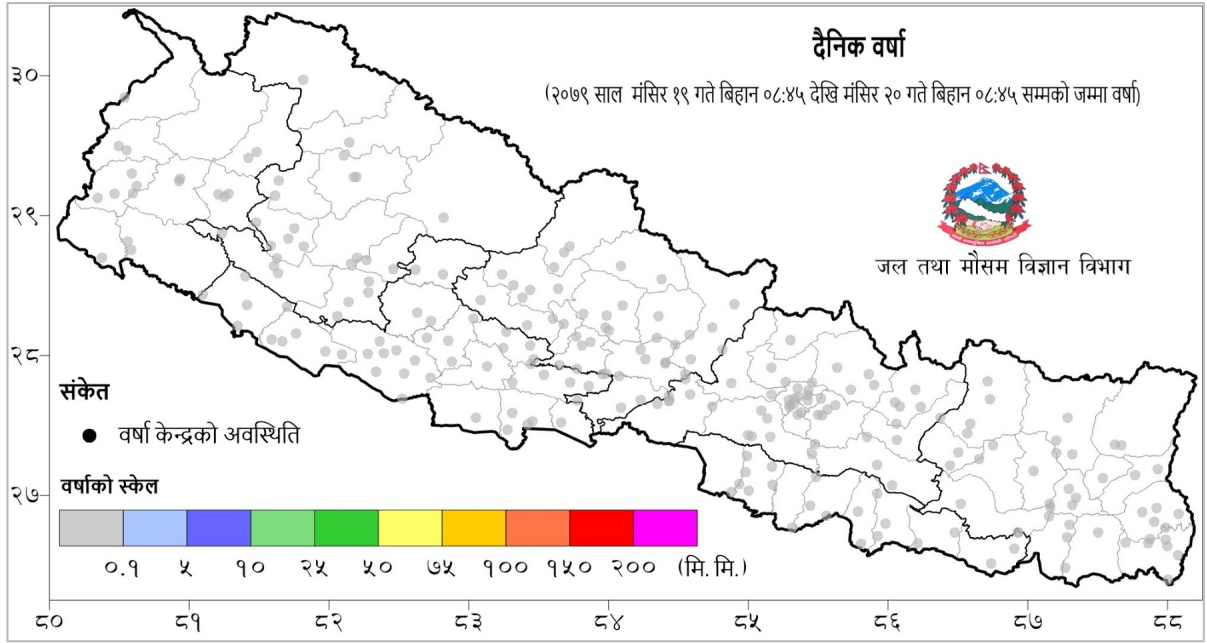 दैनिक वर्षा
(२०७९ साल मंसिर १९ गते बिहान ०८:४५ देखि मंसिर २० गते बिहान ०८:४५ सम्मको जम्मा वर्षा)
जल तथा मौसम विज्ञान विभाग
३०
२९
२८
२७
संकेत
वर्षा केन्द्रको अवस्थिति
वर्षाको स्केल
०.१ ५ १० २५ ५० ७५ १०० १५० २०० (मि. मि.)
८० ८१ ८२ ८३ ८४ ८५ ८६ ८७ ८८